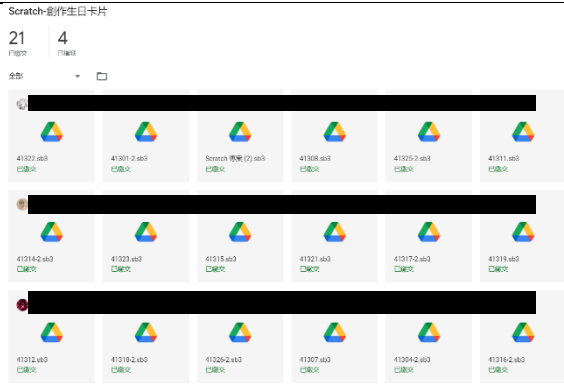 Scratch-創作生日卡片
21 4
已繳交 已指派
全部
41322.sb3 41301-2.sb3 Scratch 專案 (2).sb3 41308.sb3 41325-2.sb3 41311.sb3
已繳交 已繳交 已繳交 已繳交 已繳交 已繳交
41314-2.sb3 41323.sb3 41315.sb3 41321.sb3 41317-2.sb3 41319.sb3
已繳交 已繳交 已繳交 已繳交 已繳交 已繳交
41312.sb3 41318-2.sb3 41326-2.sb3 41307.sb3 41304-2.sb3 41316-2.sb3
已繳交 已繳交 已繳交 已繳交 已繳交 已繳交